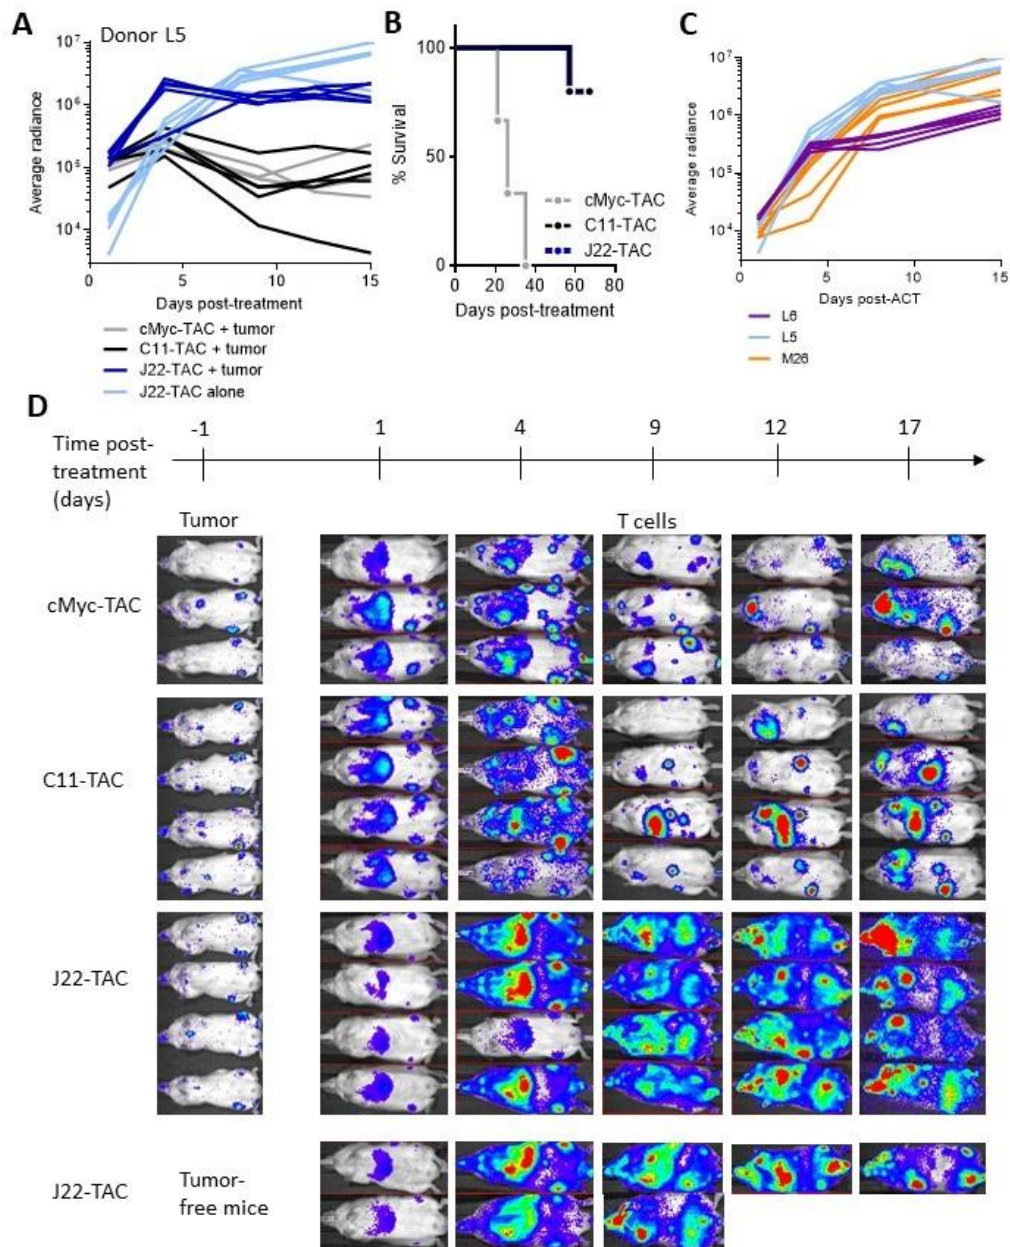 A
Donor L5
10⁷
10⁶
10⁵
10⁴
Average radiance
0 5 10 15
Days post-treatment
cMyc-TAC + tumor
C11-TAC + tumor
J22-TAC + tumor
J22-TAC alone
B
100
50
0
% Survival
0 20 40 60 80
Days post-treatment
cMyc-TAC
C11-TAC
J22-TAC
C
10⁷
10⁶
10⁵
10⁴
Average radiance
0 5 10 15
Days post-ACT
L6
L5
M26
D
Time post-
treatment
(days)
-1 1 4 9 12 17
Tumor T cells
cMyc-TAC
C11-TAC
J22-TAC
J22-TAC
Tumor-
free mice